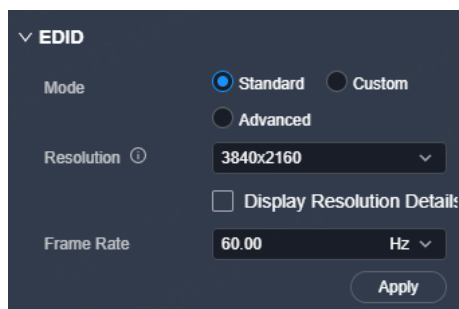 EDID
Mode
Standard
Custom
Advanced
Resolution
3840x2160
Display Resolution Details
Frame Rate
60.00 Hz
Apply